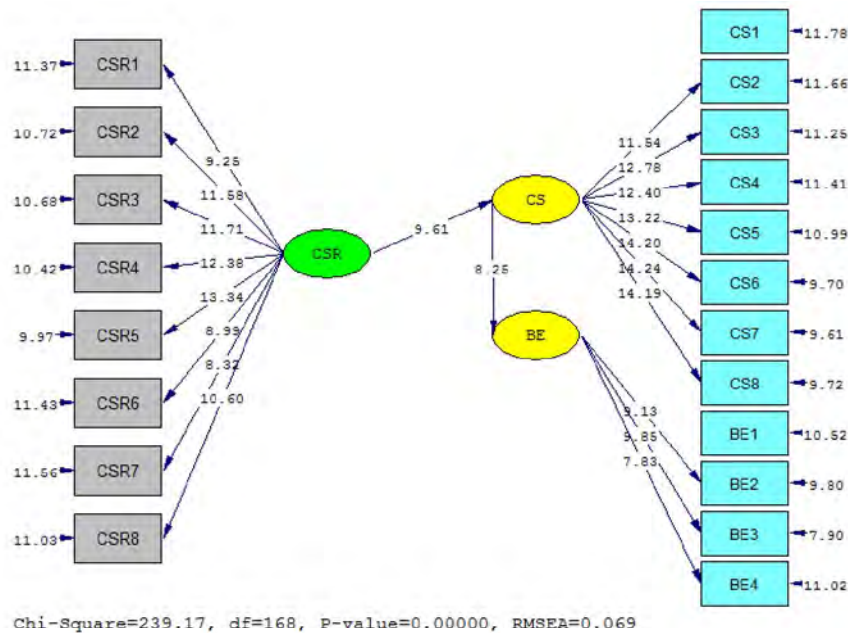 11.37 CSR1
10.72 CSR2
10.68 CSR3
10.42 CSR4
9.97 CSR5
11.43 CSR6
11.56 CSR7
11.03 CSR8
9.25
11.58
11.71
12.38
13.34
8.99
8.32
10.60
CSR
9.61
CS
8.25
BE
11.54
12.78
12.40
13.22
14.20
14.24
14.19
9.13
9.85
7.83
CS1 11.78
CS2 11.66
CS3 11.25
CS4 11.41
CS5 10.99
CS6 9.70
CS7 9.61
CS8 9.72
BE1 10.52
BE2 9.80
BE3 7.90
BE4 11.02
Chi-Square=239.17, df=168, P-value=0.00000, RMSEA=0.069